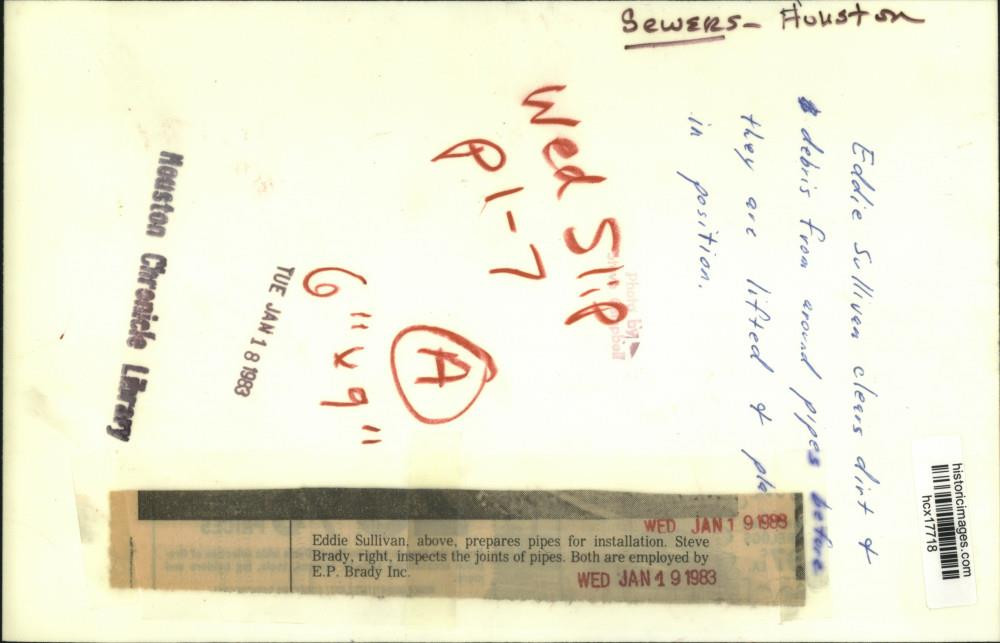 Sewers - Houston
Eddie Sullivan clears dirt &
debris from around pipes before
they are lifted &
in position.
Wed Slip
P1-7
photo by
A
6" x 9"
TUE JAN 18 1983
Houston Chronicle Library
WED JAN 19 1983
Eddie Sullivan, above, prepares pipes for installation. Steve
Brady, right, inspects the joints of pipes. Both are employed by
E.P. Brady Inc.
WED JAN 19 1983
historicimages.com
hcx17718